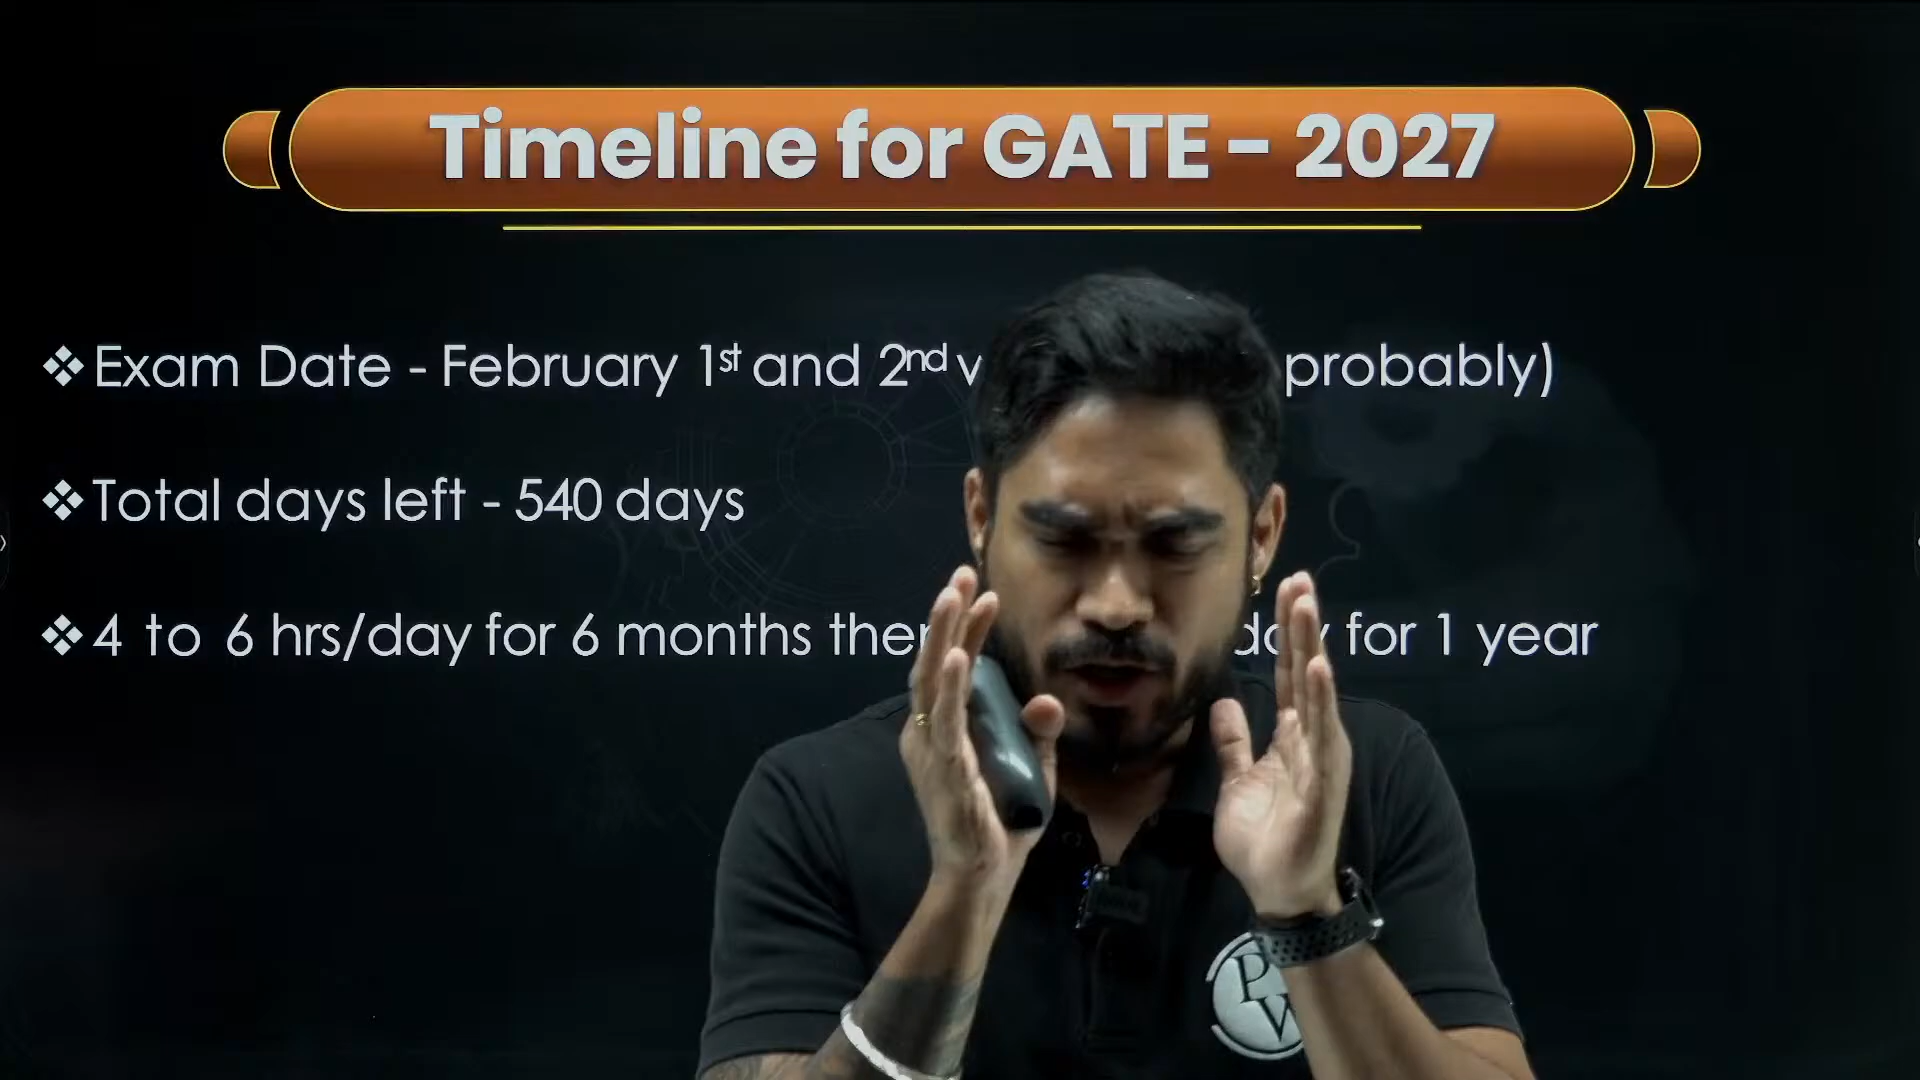 Timeline for GATE - 2027
❖ Exam Date - February 1st and 2nd probably)
❖ Total days left - 540 days
❖ 4 to 6 hrs/day for 6 months for 1 year
PW